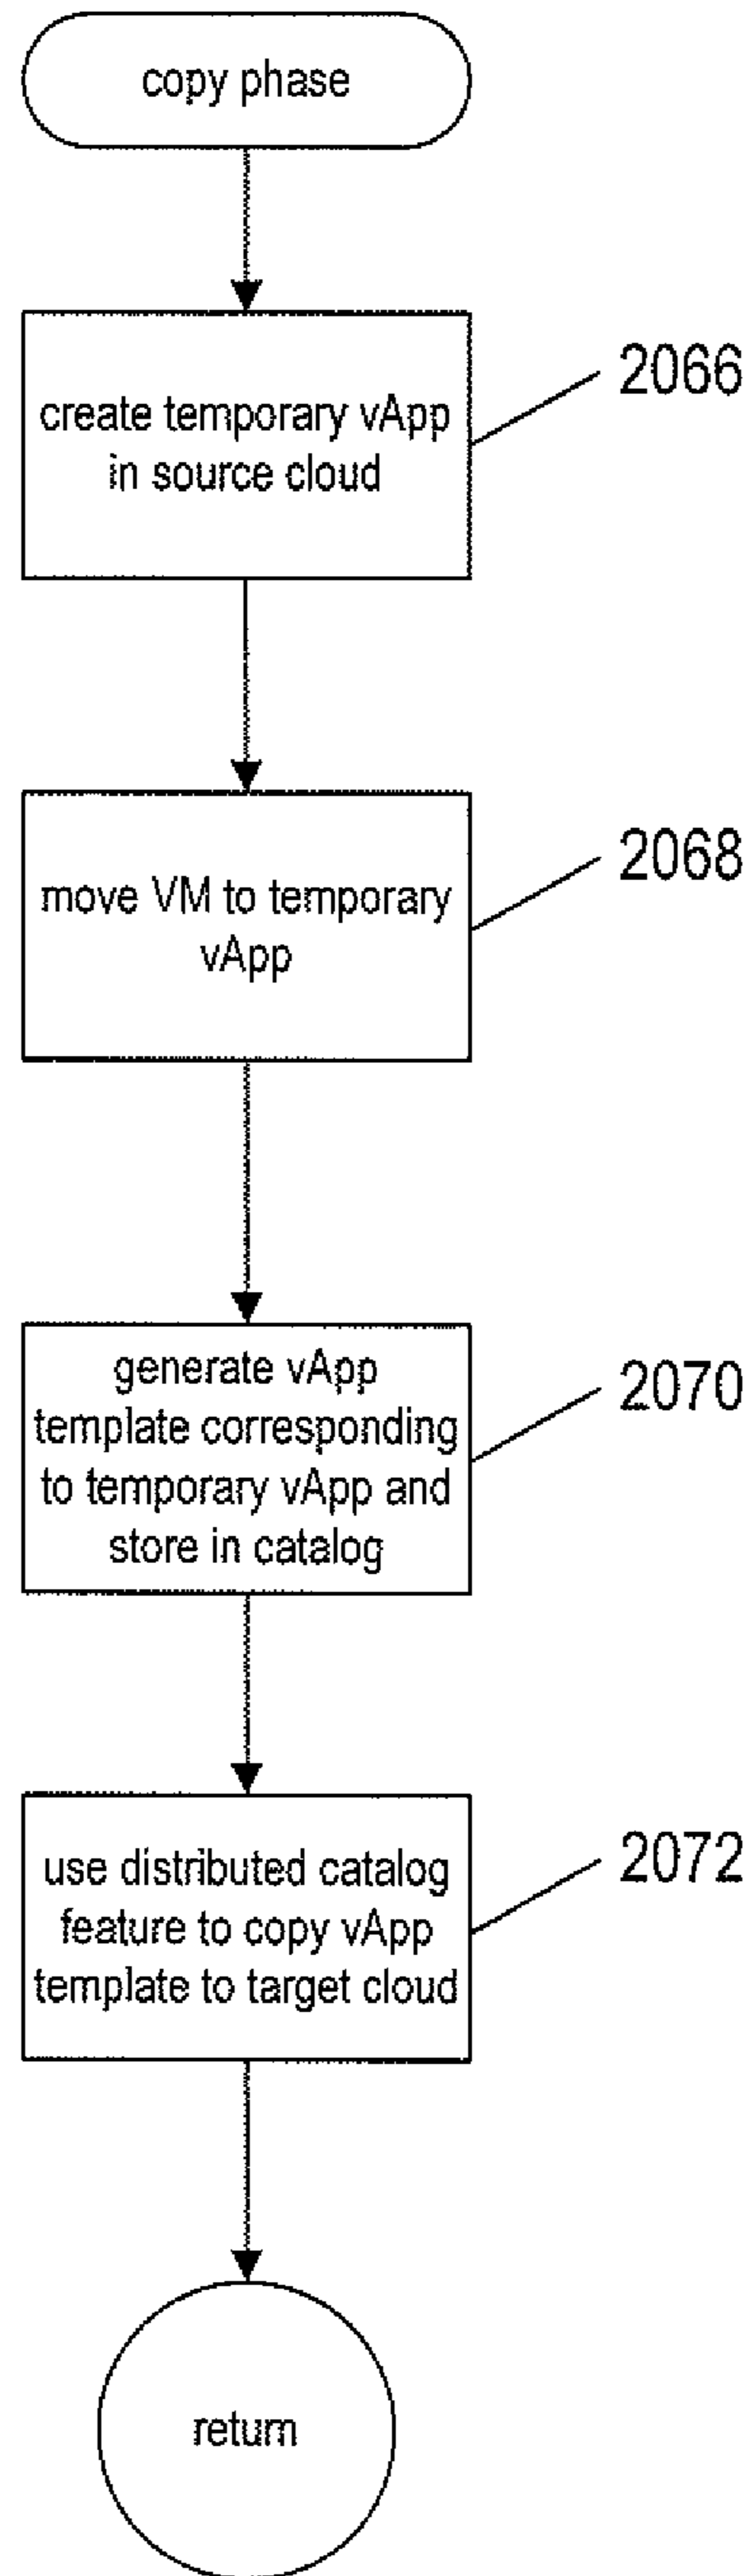 copy phase
create temporary vApp
in source cloud
2066
move VM to temporary
vApp
2068
generate vApp
template corresponding
to temporary vApp and
store in catalog
2070
use distributed catalog
feature to copy vApp
template to target cloud
2072
return